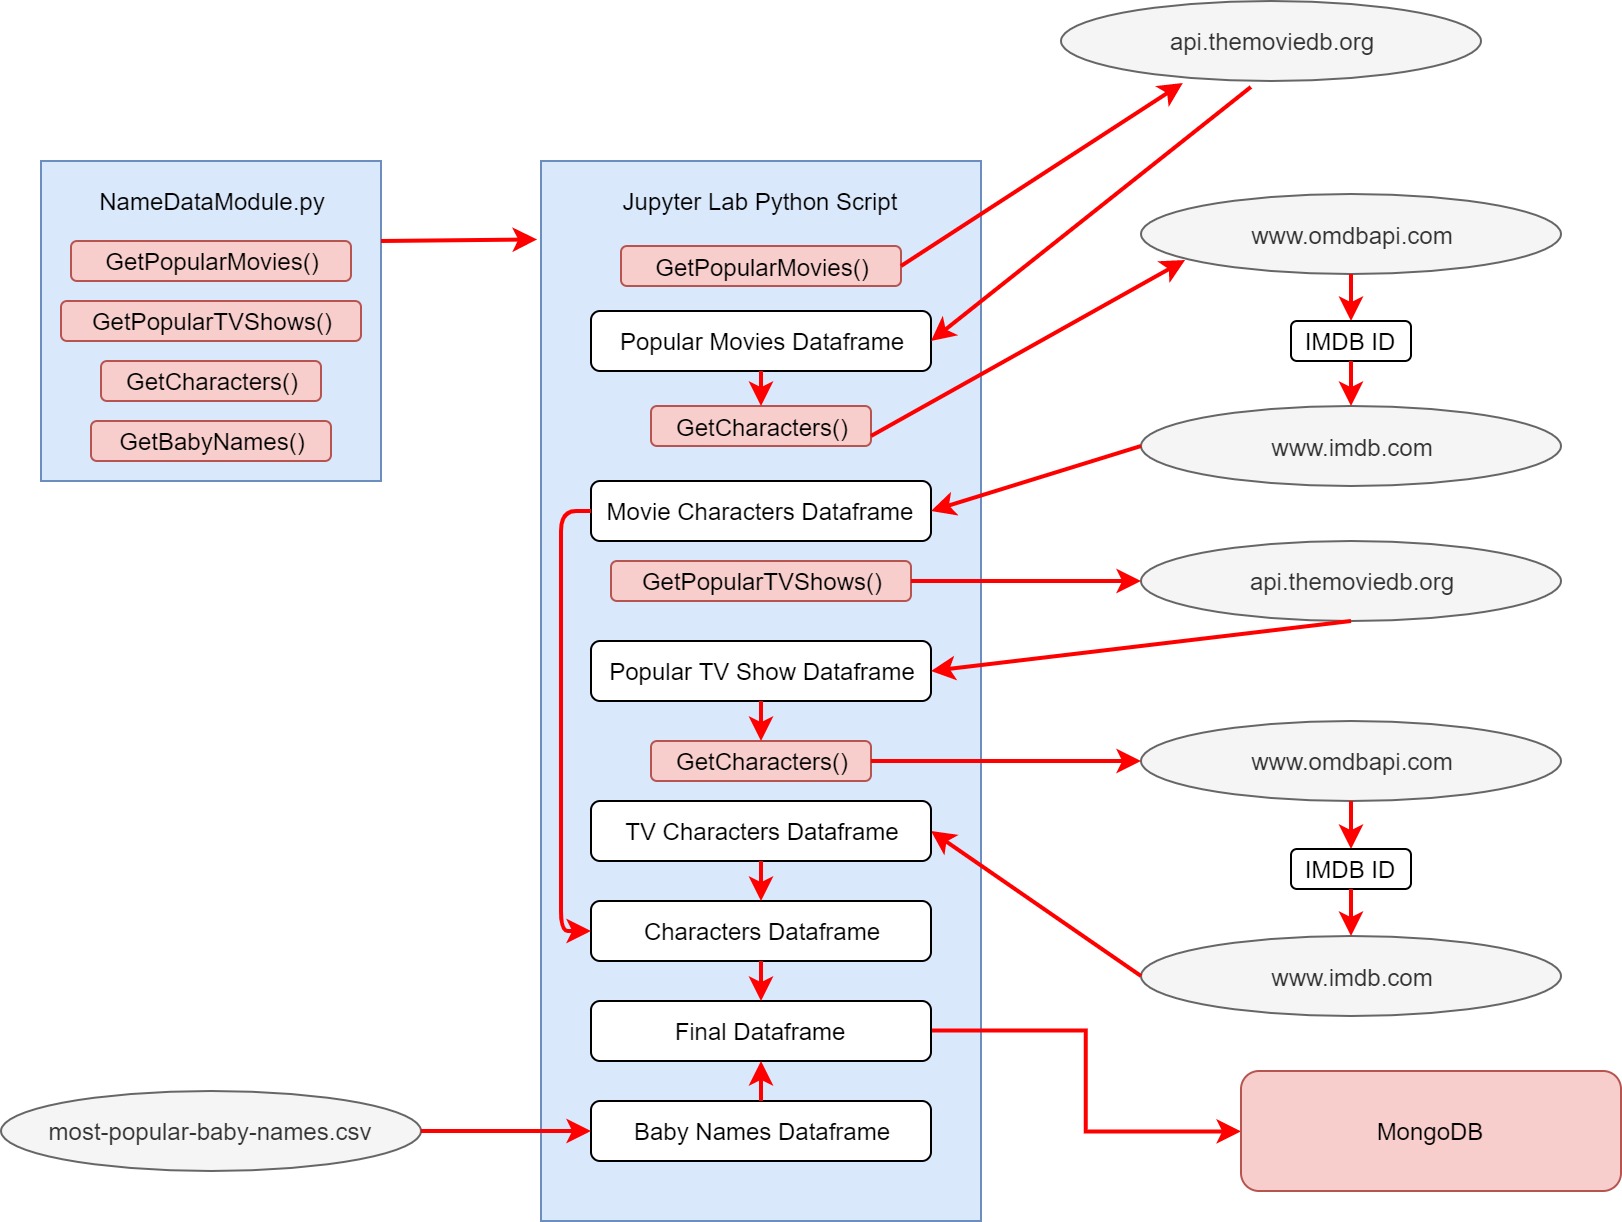 api.themoviedb.org
NameDataModule.py
GetPopularMovies()
GetPopularTVShows()
GetCharacters()
GetBabyNames()
Jupyter Lab Python Script
GetPopularMovies()
Popular Movies Dataframe
GetCharacters()
Movie Characters Dataframe
GetPopularTVShows()
Popular TV Show Dataframe
GetCharacters()
TV Characters Dataframe
Characters Dataframe
Final Dataframe
Baby Names Dataframe
www.omdbapi.com
IMDB ID
www.imdb.com
api.themoviedb.org
www.omdbapi.com
IMDB ID
www.imdb.com
most-popular-baby-names.csv
MongoDB